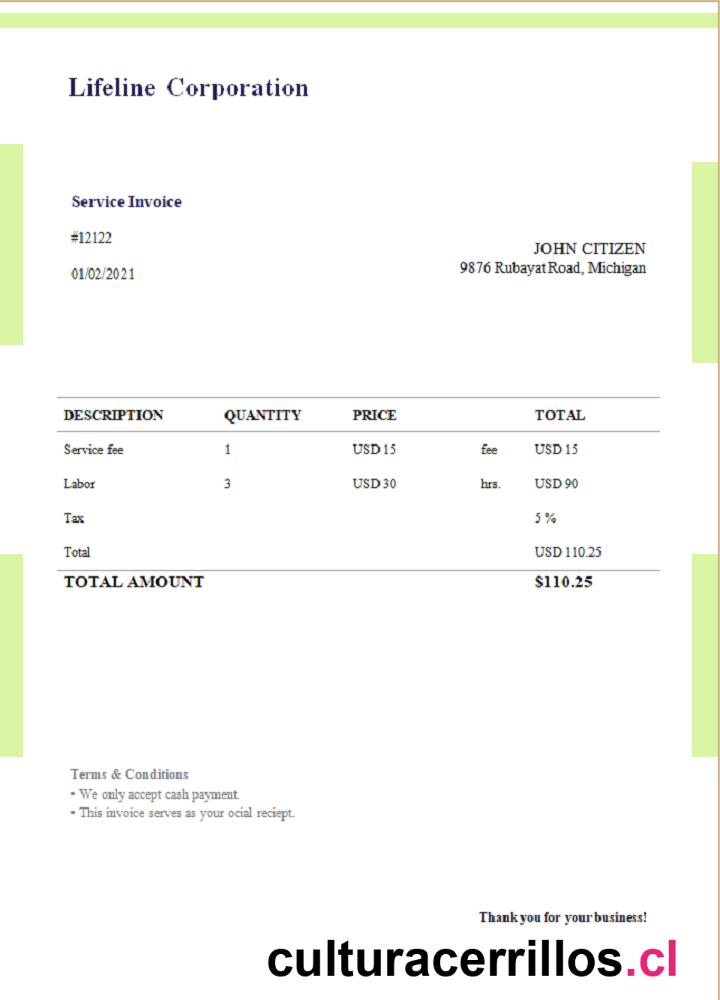 Lifeline Corporation
Service Invoice
#12122
01/02/2021
JOHN CITIZEN
9876 Rubayat Road, Michigan
DESCRIPTION QUANTITY PRICE TOTAL
Service fee 1 USD 15 fee USD 15
Labor 3 USD 30 hrs. USD 90
Tax 5 %
Total USD 110.25
TOTAL AMOUNT $110.25
Terms & Conditions
• We only accept cash payment.
• This invoice serves as your ocial reciept.
Thank you for your business!
culturacerrillos.cl